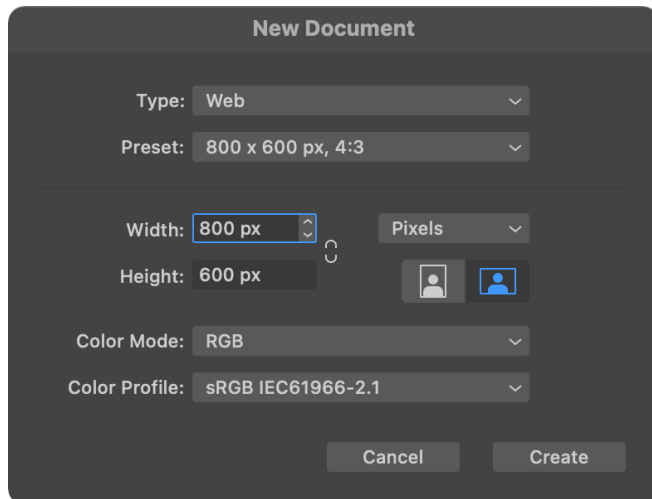 New Document
Type: Web
Preset: 800 x 600 px, 4:3
Width: 800 px Pixels
Height: 600 px
Color Mode: RGB
Color Profile: sRGB IEC61966-2.1
Cancel Create